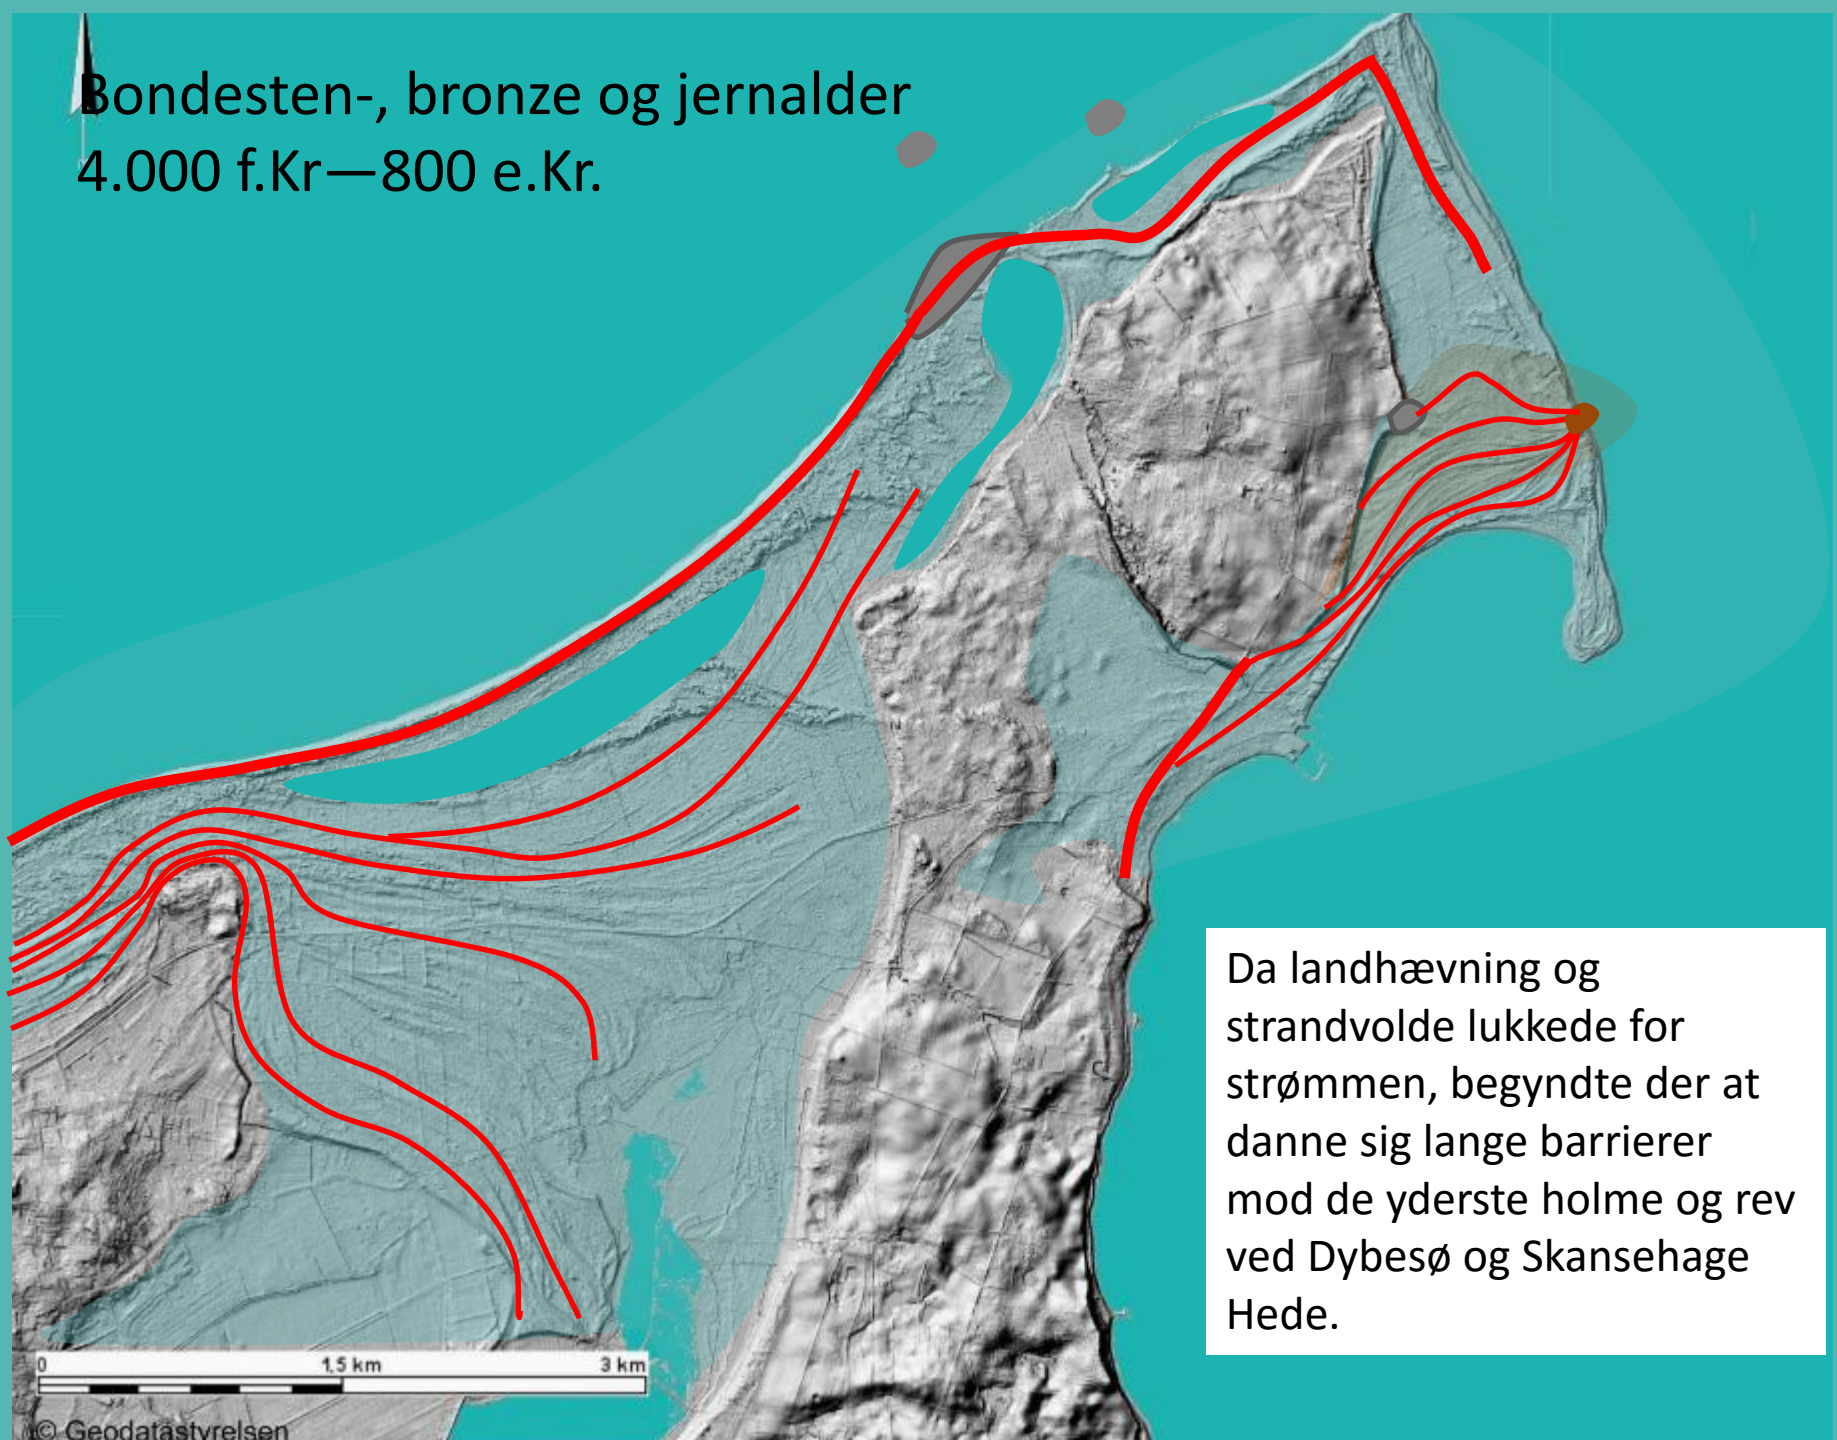 Bondesten-, bronze og jernalder
4.000 f.Kr—800 e.Kr.
Da landhævning og
strandvolde lukkede for
strømmen, begyndte der at
danne sig lange barrierer
mod de yderste holme og rev
ved Dybesø og Skansehage
Hede.
0 1,5 km 3 km
© Geodatastyrelsen